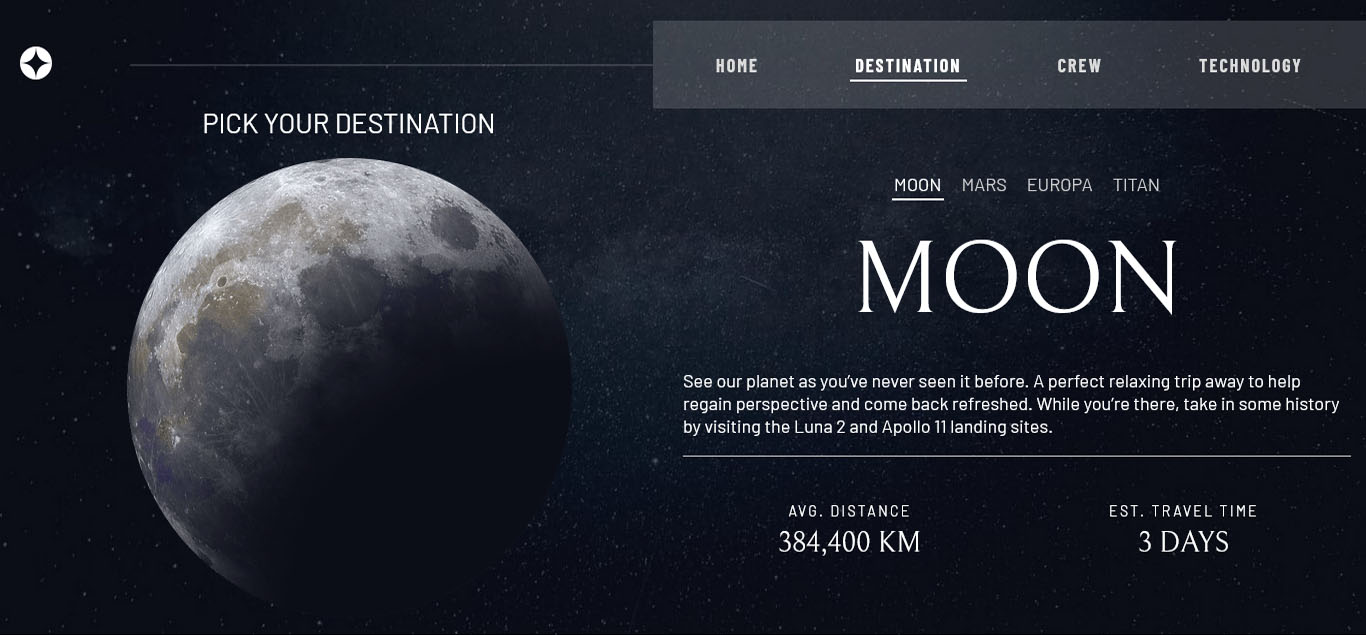 HOME
DESTINATION
CREW
TECHNOLOGY
PICK YOUR DESTINATION
MOON
MARS
EUROPA
TITAN
MOON
See our planet as you’ve never seen it before. A perfect relaxing trip away to help
regain perspective and come back refreshed. While you’re there, take in some history
by visiting the Luna 2 and Apollo 11 landing sites.
AVG. DISTANCE
384,400 KM
EST. TRAVEL TIME
3 DAYS